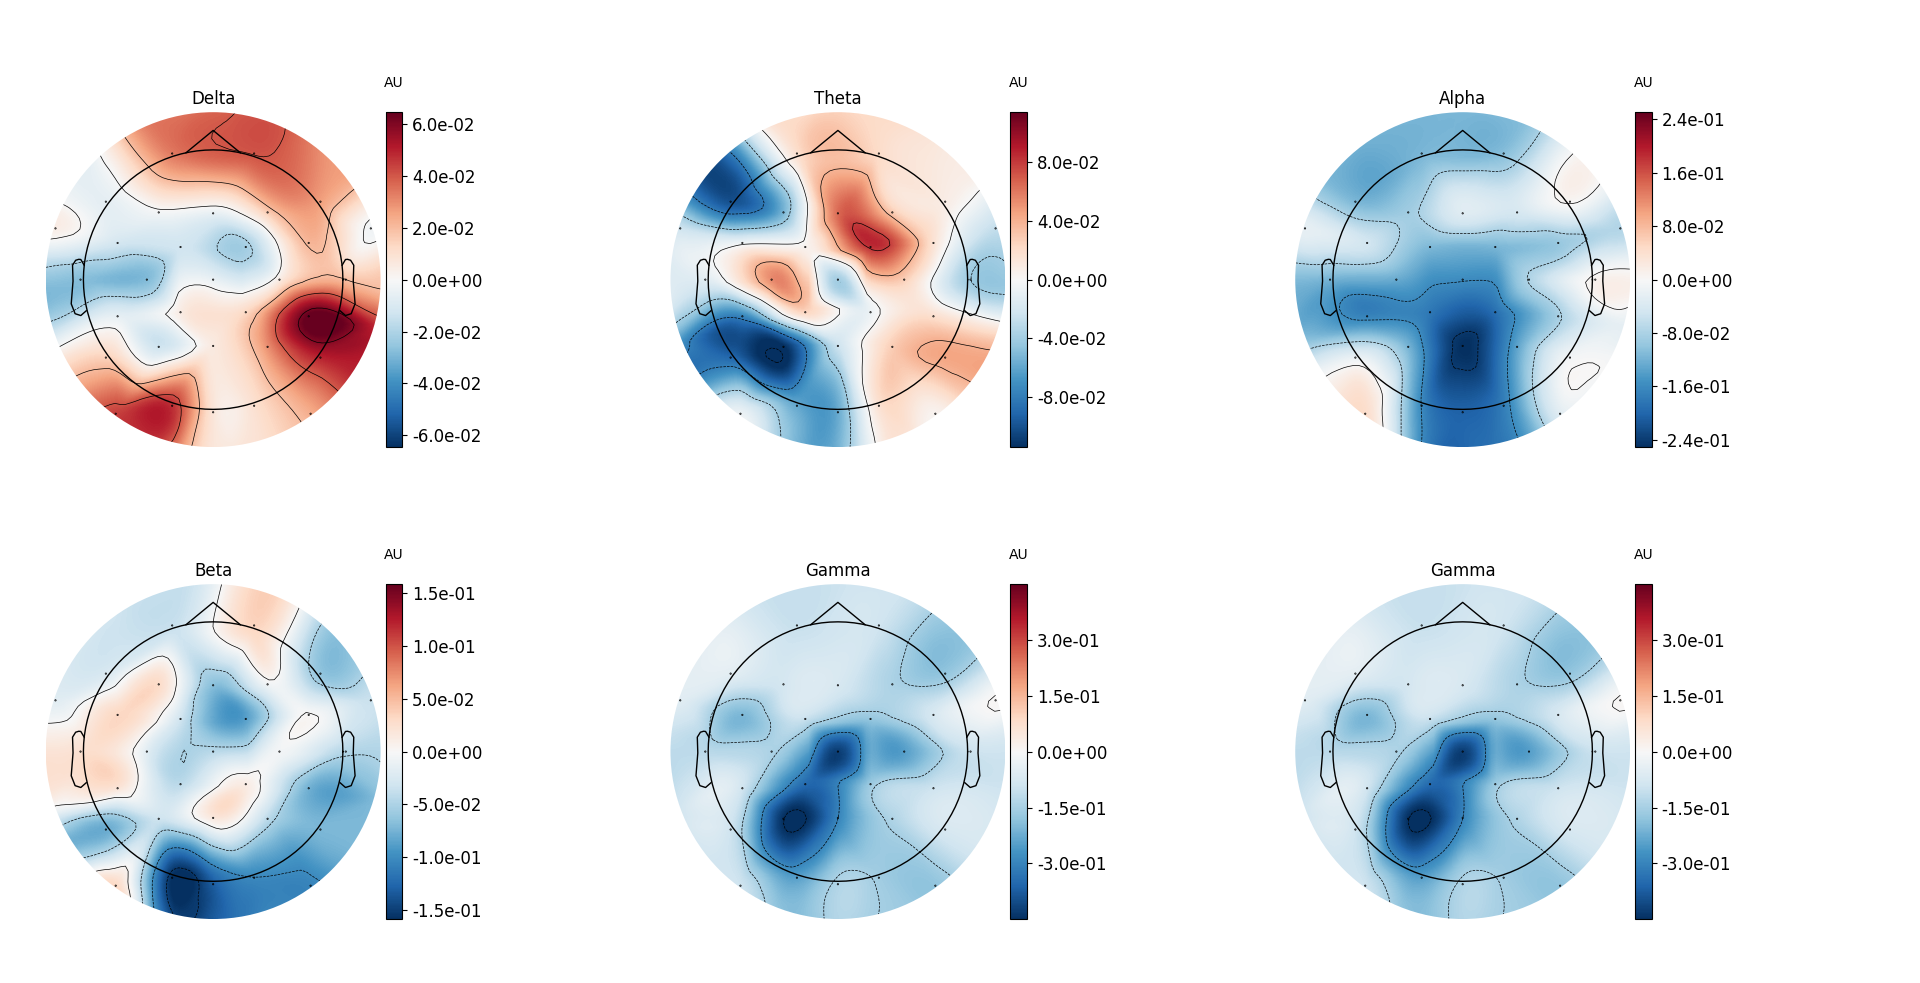 AU AU AU
Delta Theta Alpha
6.0e-02
4.0e-02
2.0e-02
0.0e+00
-2.0e-02
-4.0e-02
-6.0e-02
8.0e-02
4.0e-02
0.0e+00
-4.0e-02
-8.0e-02
2.4e-01
1.6e-01
8.0e-02
0.0e+00
-8.0e-02
-1.6e-01
-2.4e-01
AU AU AU
Beta Gamma Gamma
1.5e-01
1.0e-01
5.0e-02
0.0e+00
-5.0e-02
-1.0e-01
-1.5e-01
3.0e-01
1.5e-01
0.0e+00
-1.5e-01
-3.0e-01
3.0e-01
1.5e-01
0.0e+00
-1.5e-01
-3.0e-01